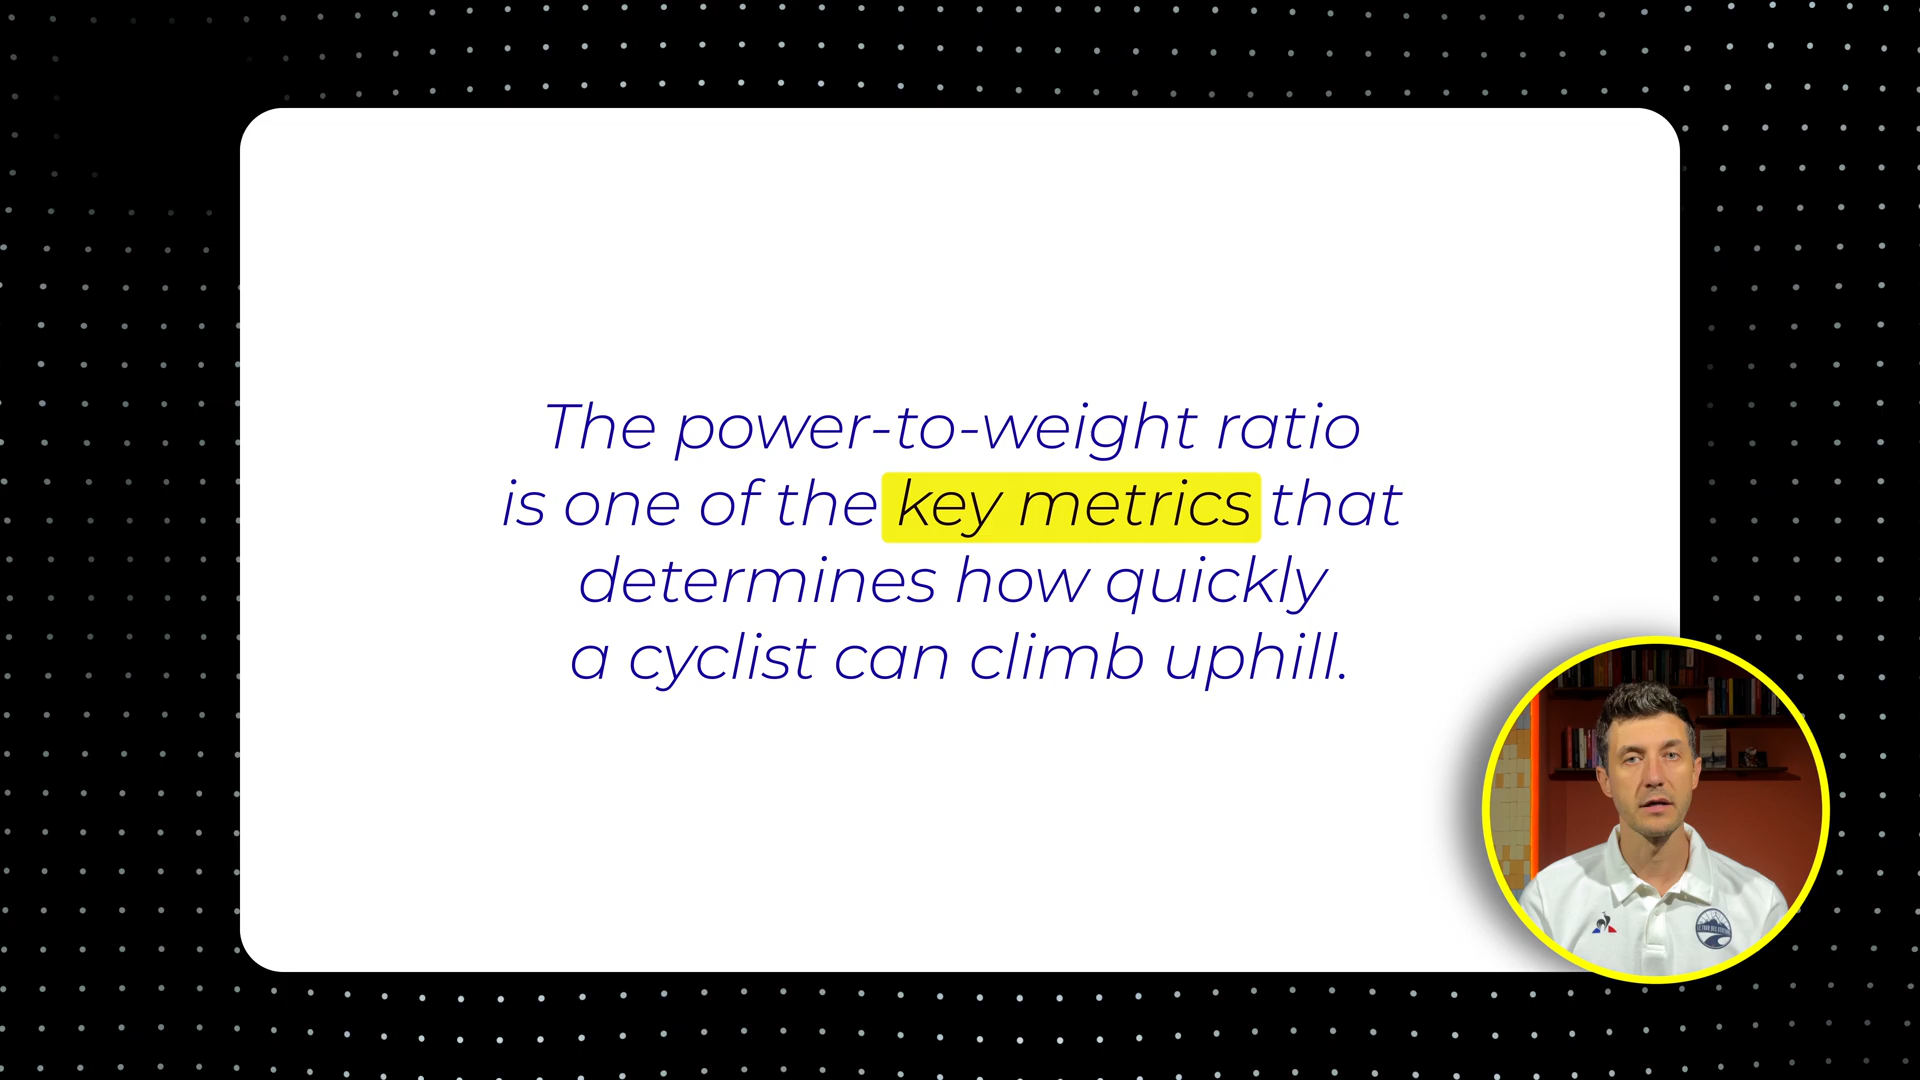 The power-to-weight ratio
is one of the key metrics that
determines how quickly
a cyclist can climb uphill.